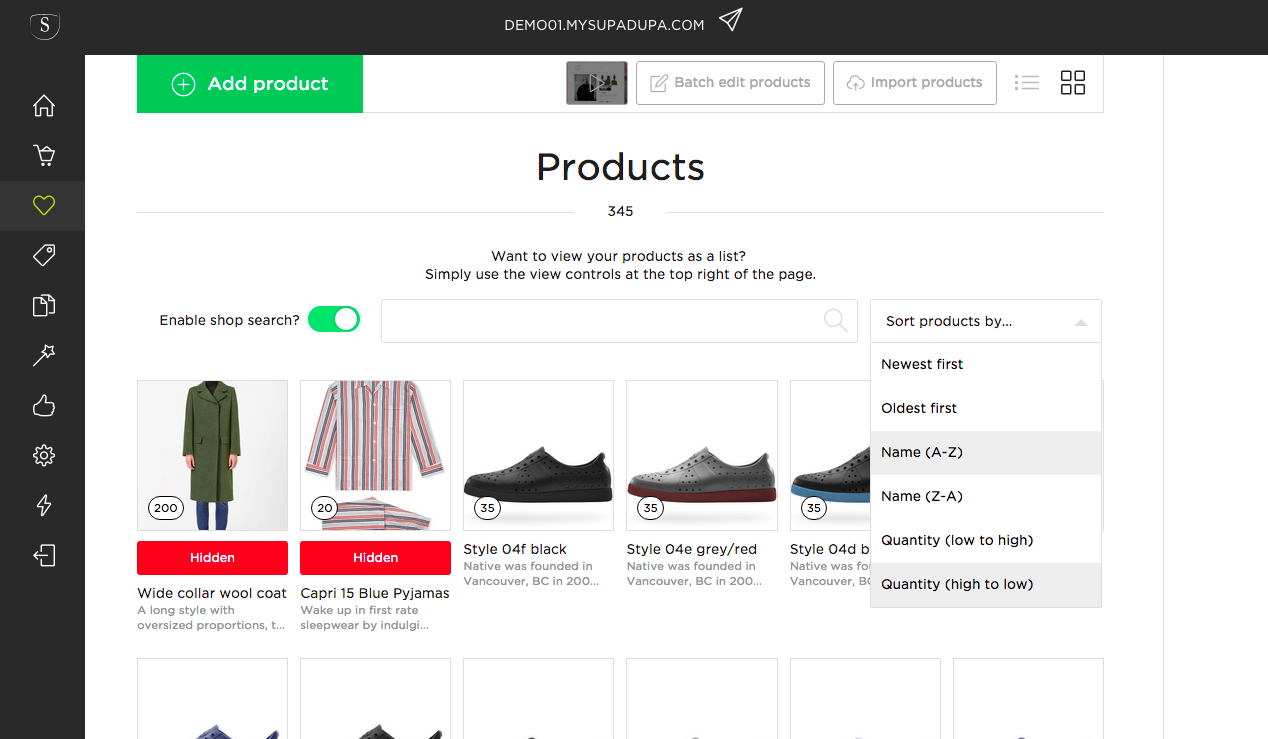 S
DEMO01.MYSUPADUPA.COM
Add product
Batch edit products
Import products
Products
345
Want to view your products as a list?
Simply use the view controls at the top right of the page.
Enable shop search?
Sort products by...
Newest first
Oldest first
Name (A-Z)
Name (Z-A)
Quantity (low to high)
Quantity (high to low)
200
20
35
35
35
Hidden
Hidden
Wide collar wool coat
A long style with
oversized proportions, t...
Capri 15 Blue Pyjamas
Wake up in first rate
sleepwear by indulgi...
Style 04f black
Native was founded in
Vancouver, BC in 200...
Style 04e grey/red
Native was founded in
Vancouver, BC in 200...
Style 04d b
Native was fou
Vancouver, BC